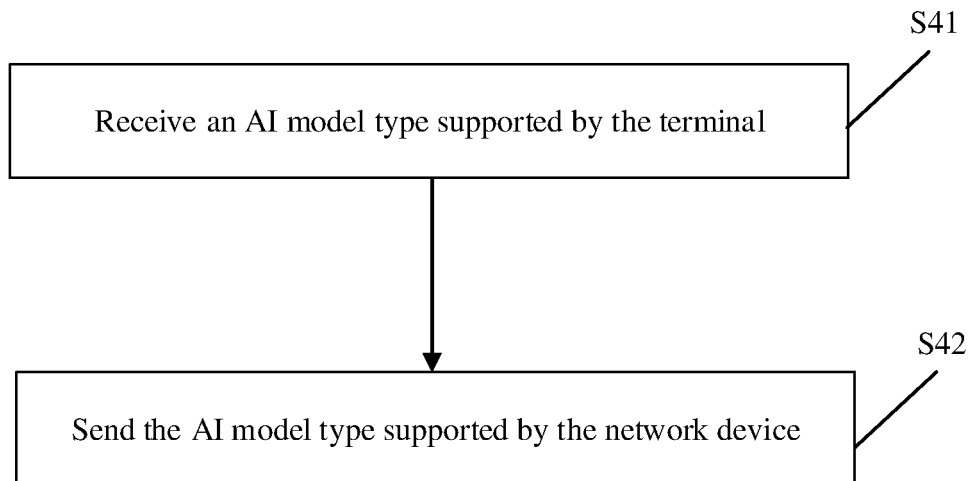 S41
Receive an AI model type supported by the terminal
S42
Send the AI model type supported by the network device